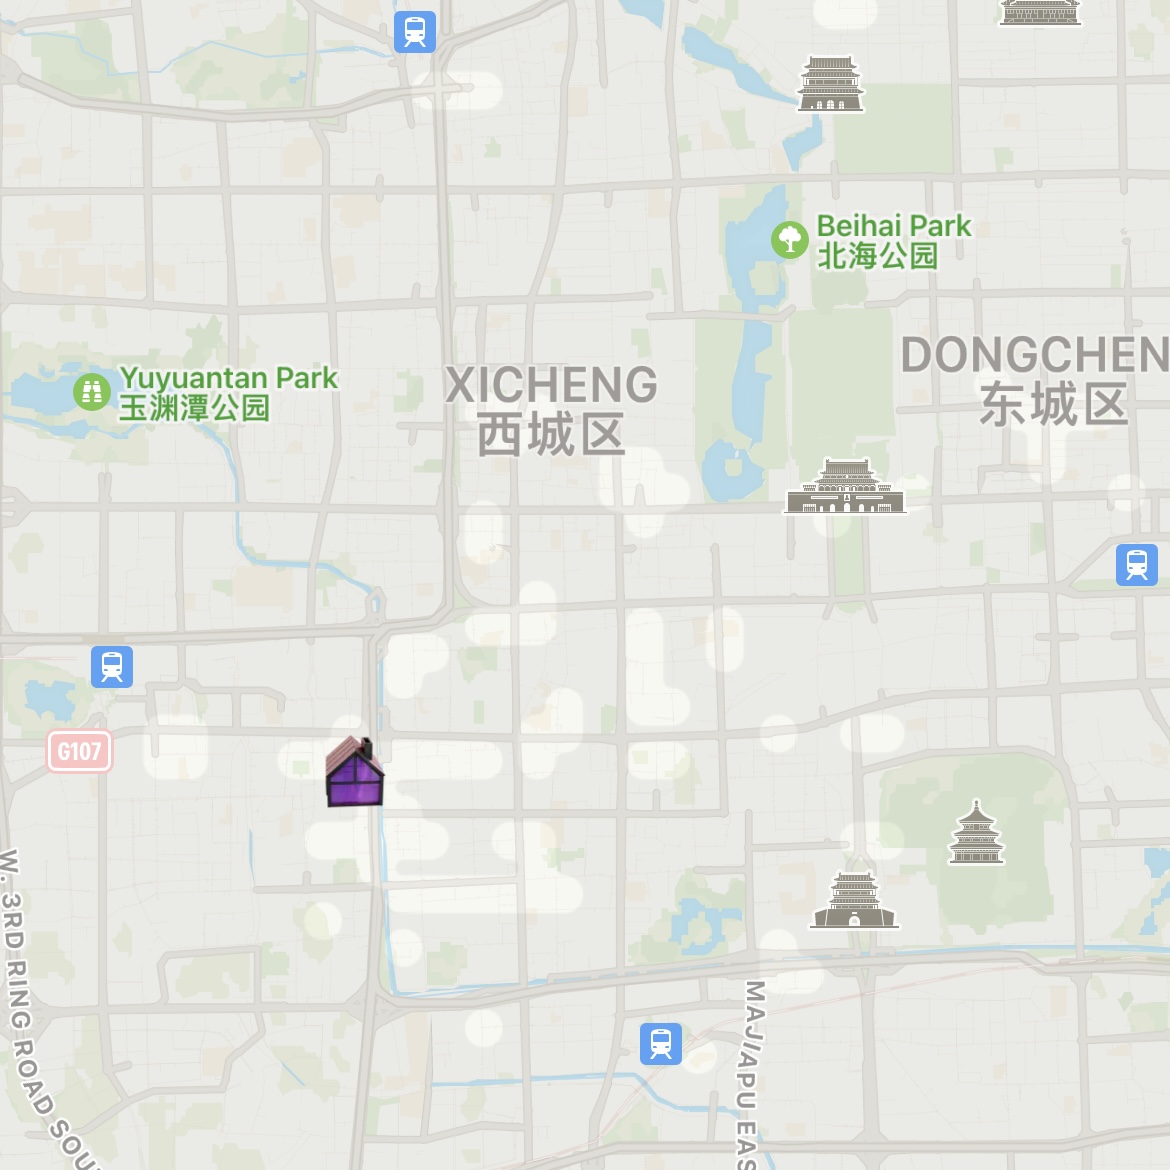 Beihai Park
北海公园
DONGCHEN
东城区
Yuyuantan Park
玉渊潭公园
XICHENG
西城区
G107
W. 3RD RING ROAD SOU
MAJIAPU EAS